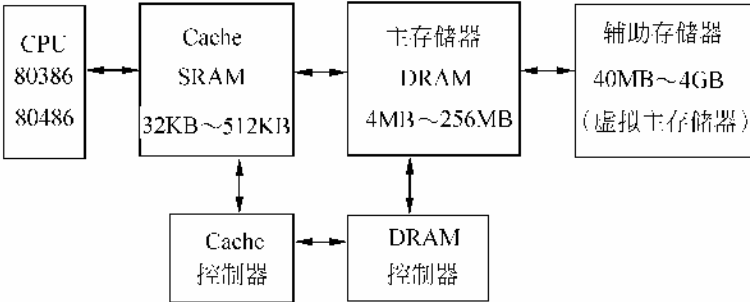 CPU
80386
80486
Cache
SRAM
32KB～512KB
主存储器
DRAM
4MB～256MB
辅助存储器
40MB～4GB
（虚拟主存储器）
Cache
控制器
DRAM
控制器